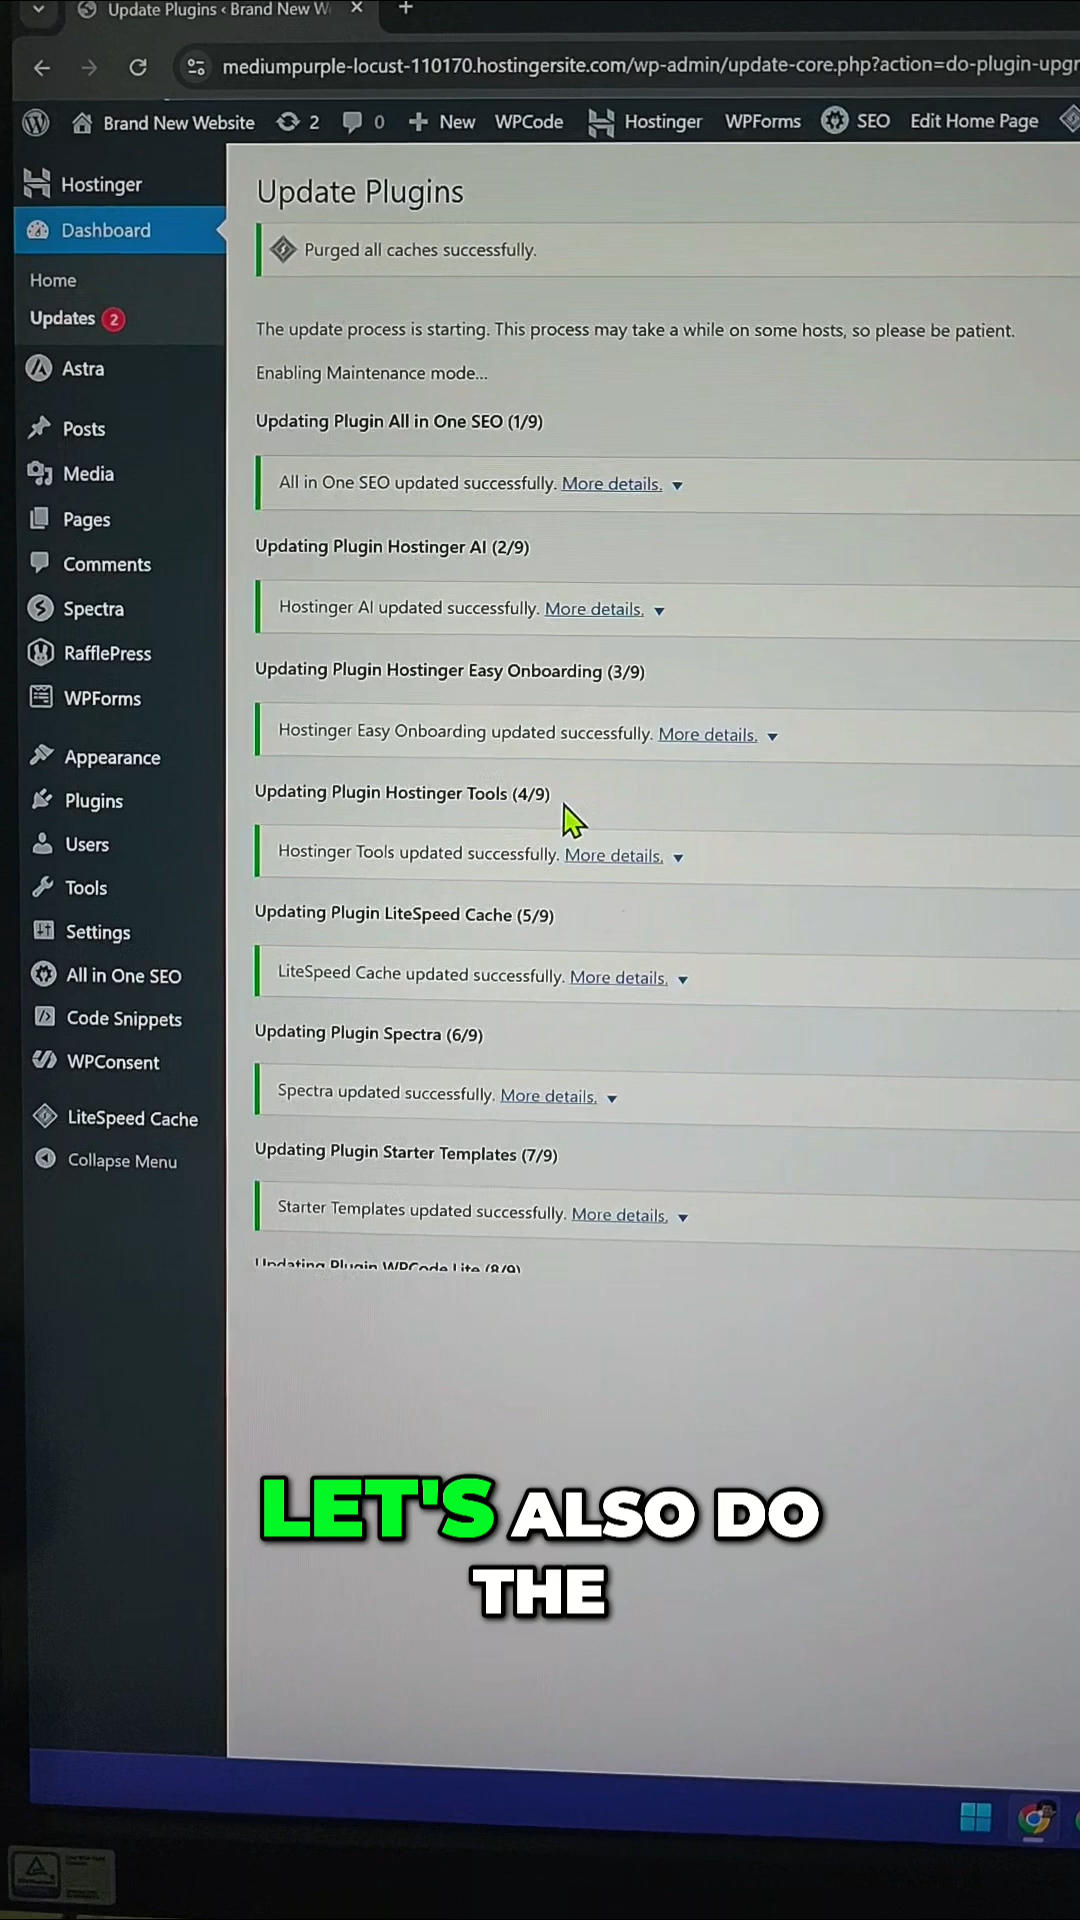 Update Plugins ‹ Brand New W
mediumpurple-locust-110170.hostingersite.com/wp-admin/update-core.php?action=do-plugin-upgr
Brand New Website 2 0 New WPCode Hostinger WPForms SEO Edit Home Page
Hostinger
Dashboard
Home
Updates 2
Astra
Posts
Media
Pages
Comments
Spectra
RafflePress
WPForms
Appearance
Plugins
Users
Tools
Settings
All in One SEO
Code Snippets
WPConsent
LiteSpeed Cache
Collapse Menu
Update Plugins
Purged all caches successfully.
The update process is starting. This process may take a while on some hosts, so please be patient.
Enabling Maintenance mode...
Updating Plugin All in One SEO (1/9)
All in One SEO updated successfully. More details.
Updating Plugin Hostinger AI (2/9)
Hostinger AI updated successfully. More details.
Updating Plugin Hostinger Easy Onboarding (3/9)
Hostinger Easy Onboarding updated successfully. More details.
Updating Plugin Hostinger Tools (4/9)
Hostinger Tools updated successfully. More details.
Updating Plugin LiteSpeed Cache (5/9)
LiteSpeed Cache updated successfully. More details.
Updating Plugin Spectra (6/9)
Spectra updated successfully. More details.
Updating Plugin Starter Templates (7/9)
Starter Templates updated successfully. More details.
Updating Plugin WPCode Lite (8/9)
LET'S ALSO DO
THE